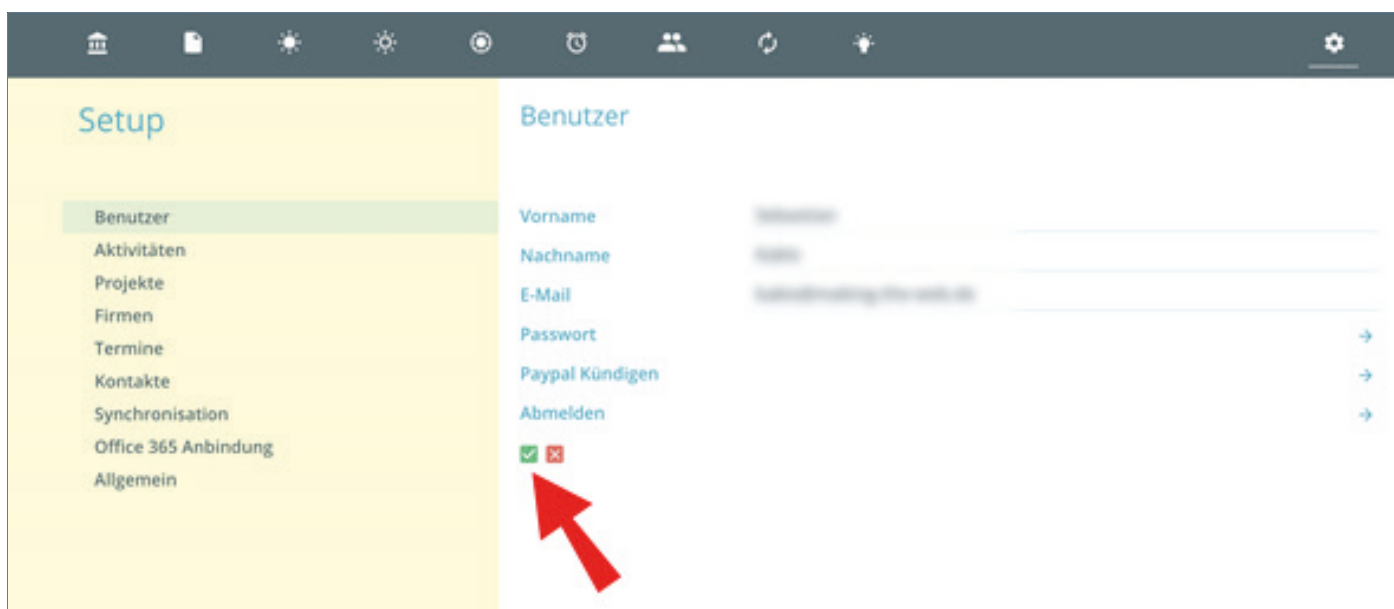 Setup
Benutzer
Aktivitäten
Projekte
Firmen
Termine
Kontakte
Synchronisation
Office 365 Anbindung
Allgemein
Benutzer
Vorname
Nachname
E-Mail
Passwort
Paypal Kündigen
Abmelden